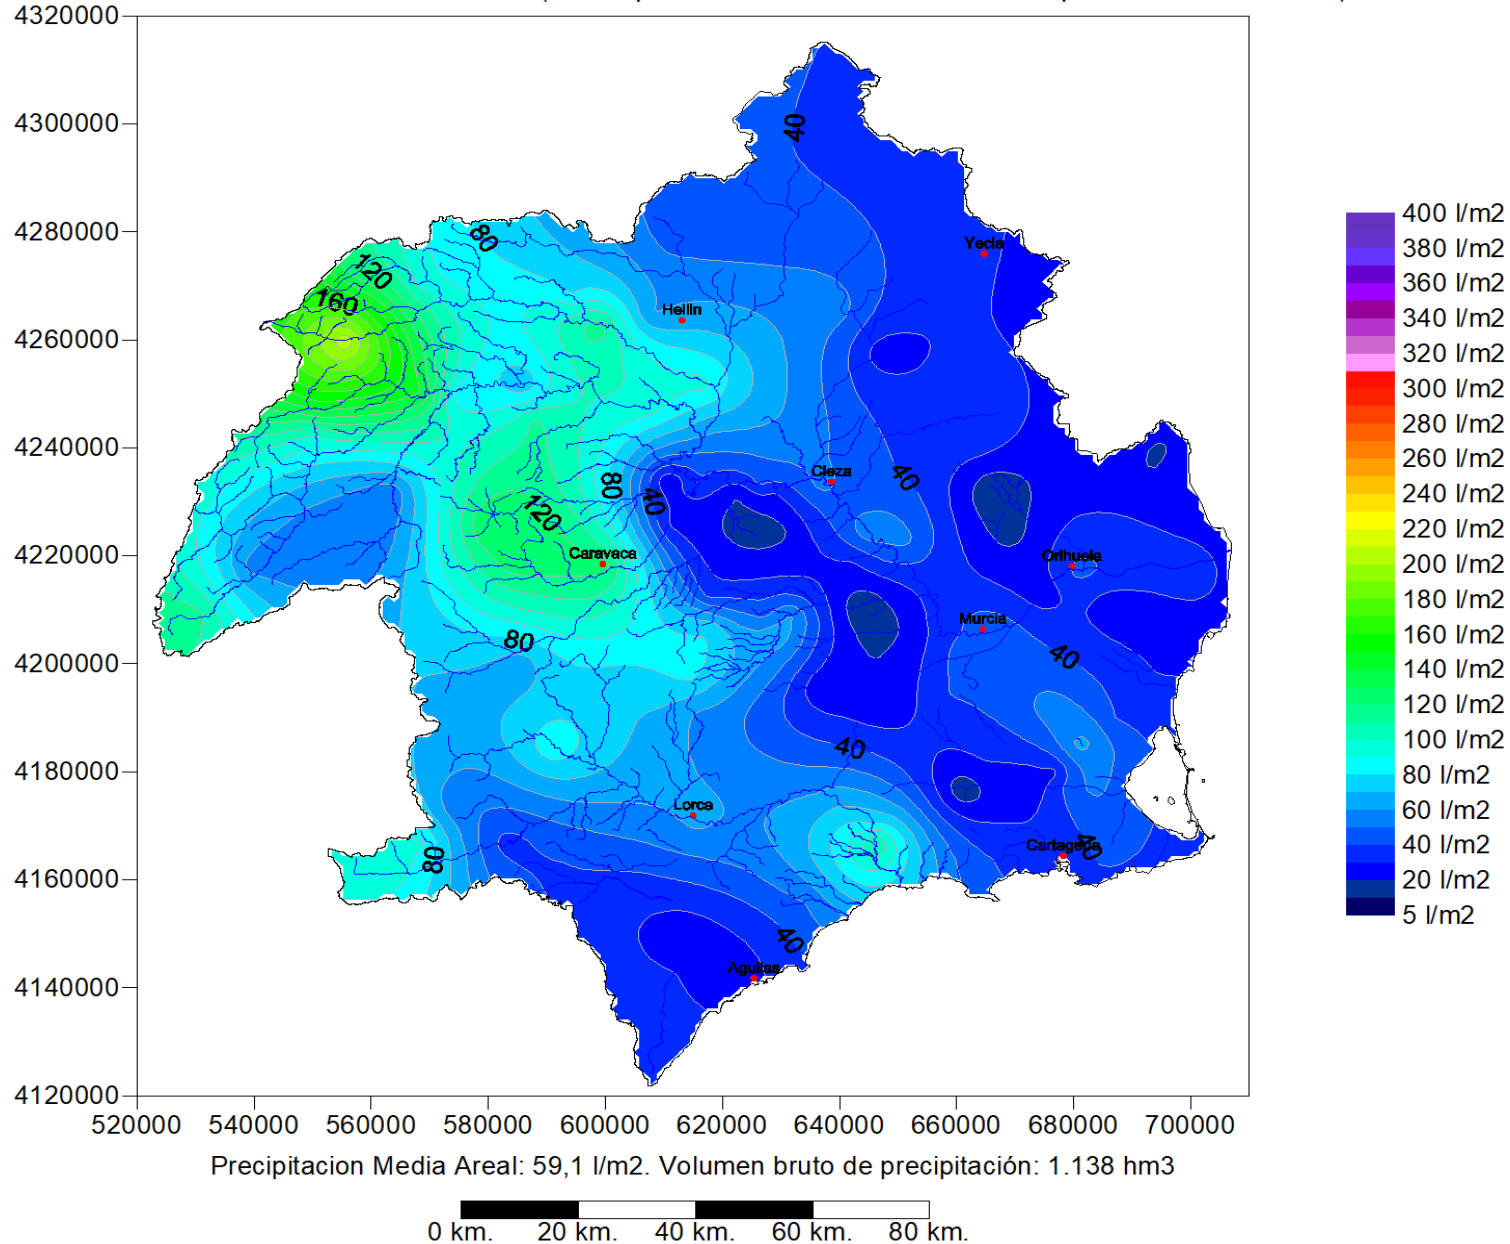 4320000
4300000
4280000
4260000
4240000
4220000
4200000
4180000
4160000
4140000
4120000
520000 540000 560000 580000 600000 620000 640000 660000 680000 700000
40
80
120
160
Yecla
Hellin
Cieza
80
40
40
120
Caravaca
Orihuela
Murcia
80
40
40
Lorca
80
Cartagena
40
40
Aguilas
400 l/m2
380 l/m2
360 l/m2
340 l/m2
320 l/m2
300 l/m2
280 l/m2
260 l/m2
240 l/m2
220 l/m2
200 l/m2
180 l/m2
160 l/m2
140 l/m2
120 l/m2
100 l/m2
80 l/m2
60 l/m2
40 l/m2
20 l/m2
5 l/m2
Precipitacion Media Areal: 59,1 l/m2. Volumen bruto de precipitación: 1.138 hm3
0 km. 20 km. 40 km. 60 km. 80 km.